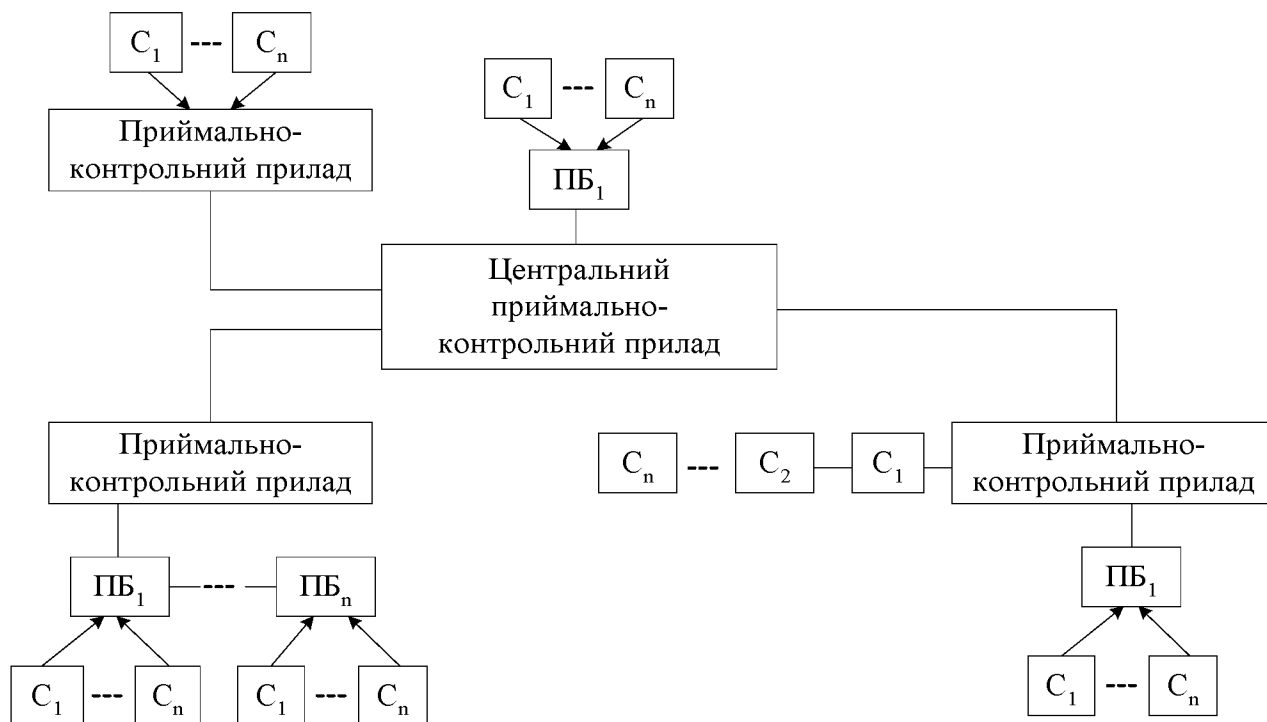 C1 --- Cn
Приймально-
контрольний прилад
C1 --- Cn
ПБ1
Центральний
приймально-
контрольний прилад
Приймально-
контрольний прилад
Cn --- C2 C1
Приймально-
контрольний прилад
ПБ1 --- ПБn
ПБ1
C1 --- Cn C1 --- Cn
C1 --- Cn